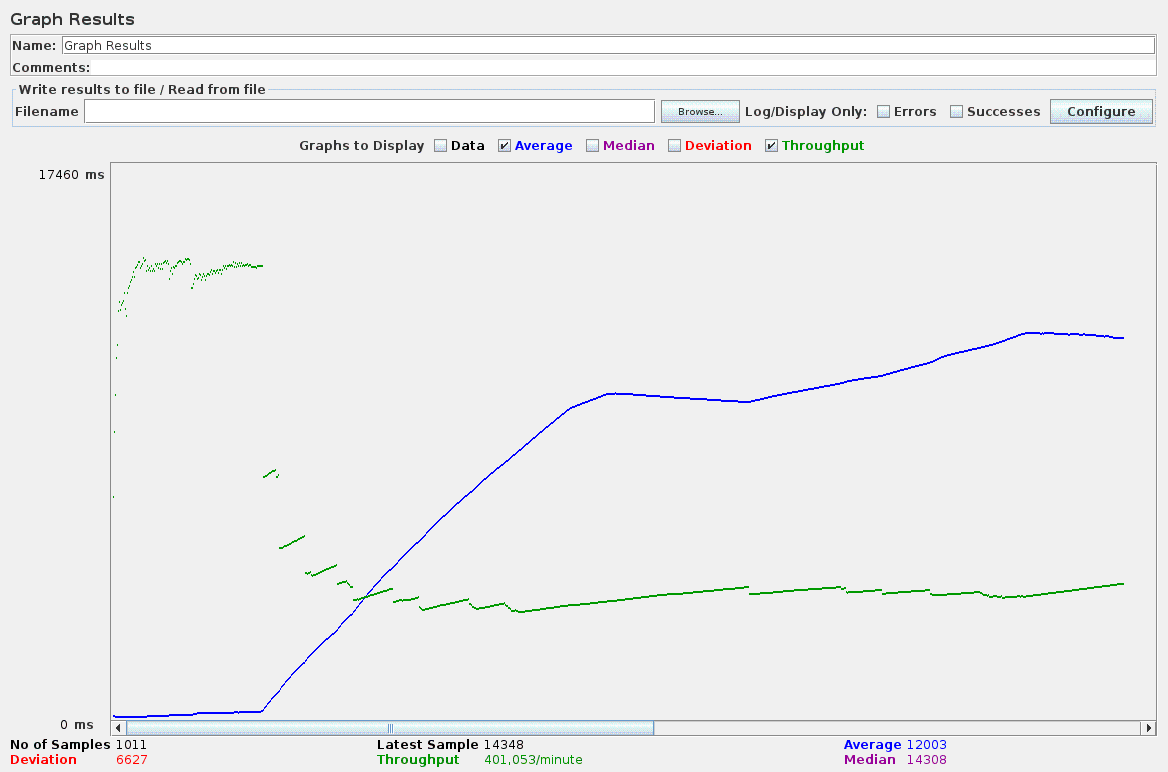 Graph Results
Name: Graph Results
Comments:
Write results to file / Read from file
Filename Browse... Log/Display Only: Errors Successes Configure
Graphs to Display Data Average Median Deviation Throughput
17460 ms
0 ms
No of Samples 1011 Latest Sample 14348 Average 12003
Deviation 6627 Throughput 401,053/minute Median 14308